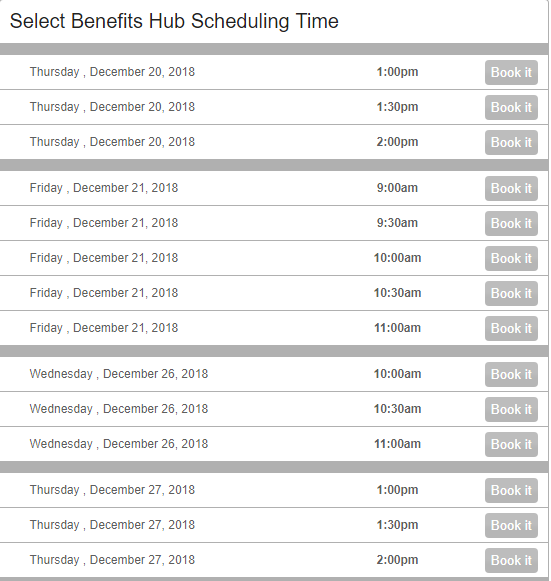 Select Benefits Hub Scheduling Time
Thursday , December 20, 2018 1:00pm Book it
Thursday , December 20, 2018 1:30pm Book it
Thursday , December 20, 2018 2:00pm Book it
Friday , December 21, 2018 9:00am Book it
Friday , December 21, 2018 9:30am Book it
Friday , December 21, 2018 10:00am Book it
Friday , December 21, 2018 10:30am Book it
Friday , December 21, 2018 11:00am Book it
Wednesday , December 26, 2018 10:00am Book it
Wednesday , December 26, 2018 10:30am Book it
Wednesday , December 26, 2018 11:00am Book it
Thursday , December 27, 2018 1:00pm Book it
Thursday , December 27, 2018 1:30pm Book it
Thursday , December 27, 2018 2:00pm Book it